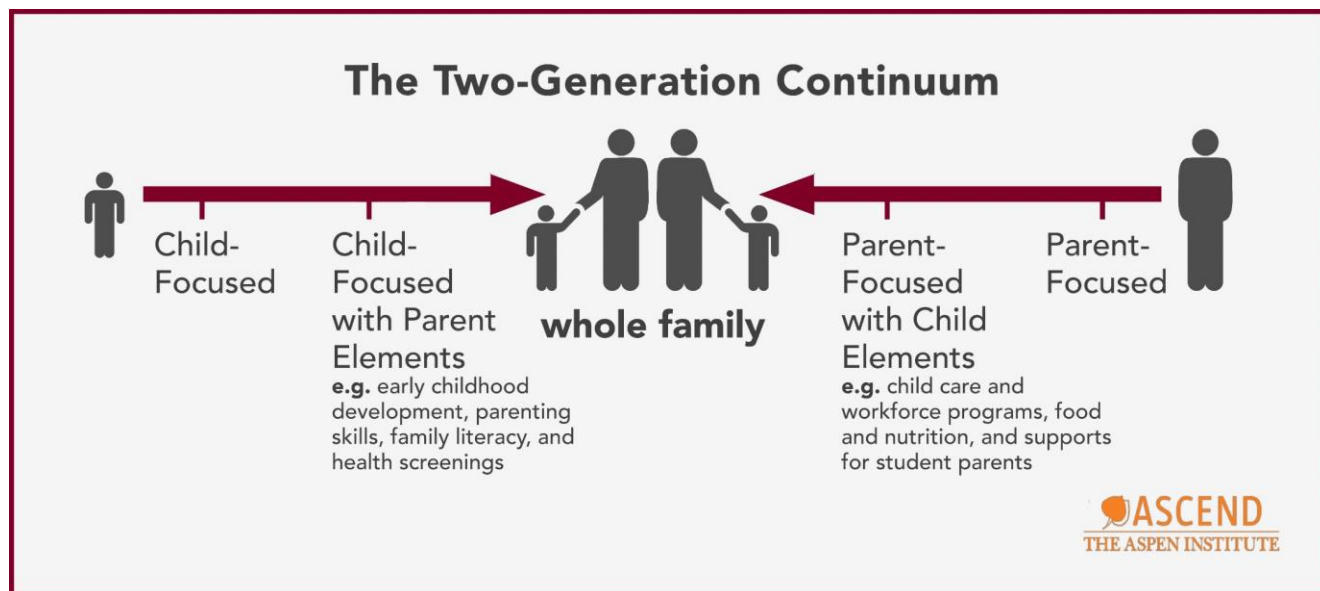 The Two-Generation Continuum
Child-
Focused
Child-
Focused
with Parent
Elements
e.g. early childhood
development, parenting
skills, family literacy, and
health screenings
whole family
Parent-
Focused
with Child
Elements
e.g. child care and
workforce programs, food
and nutrition, and supports
for student parents
Parent-
Focused
ASCEND
THE ASPEN INSTITUTE